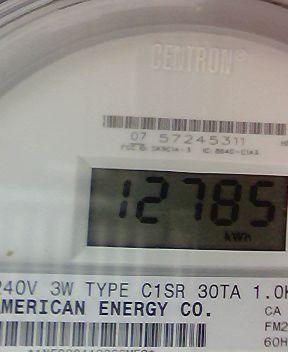 CENTRON®
07 57245311
12785
kWh
240V 3W TYPE C1SR 30TA 1.0K
CA
AMERICAN ENERGY CO.
FM2
60H